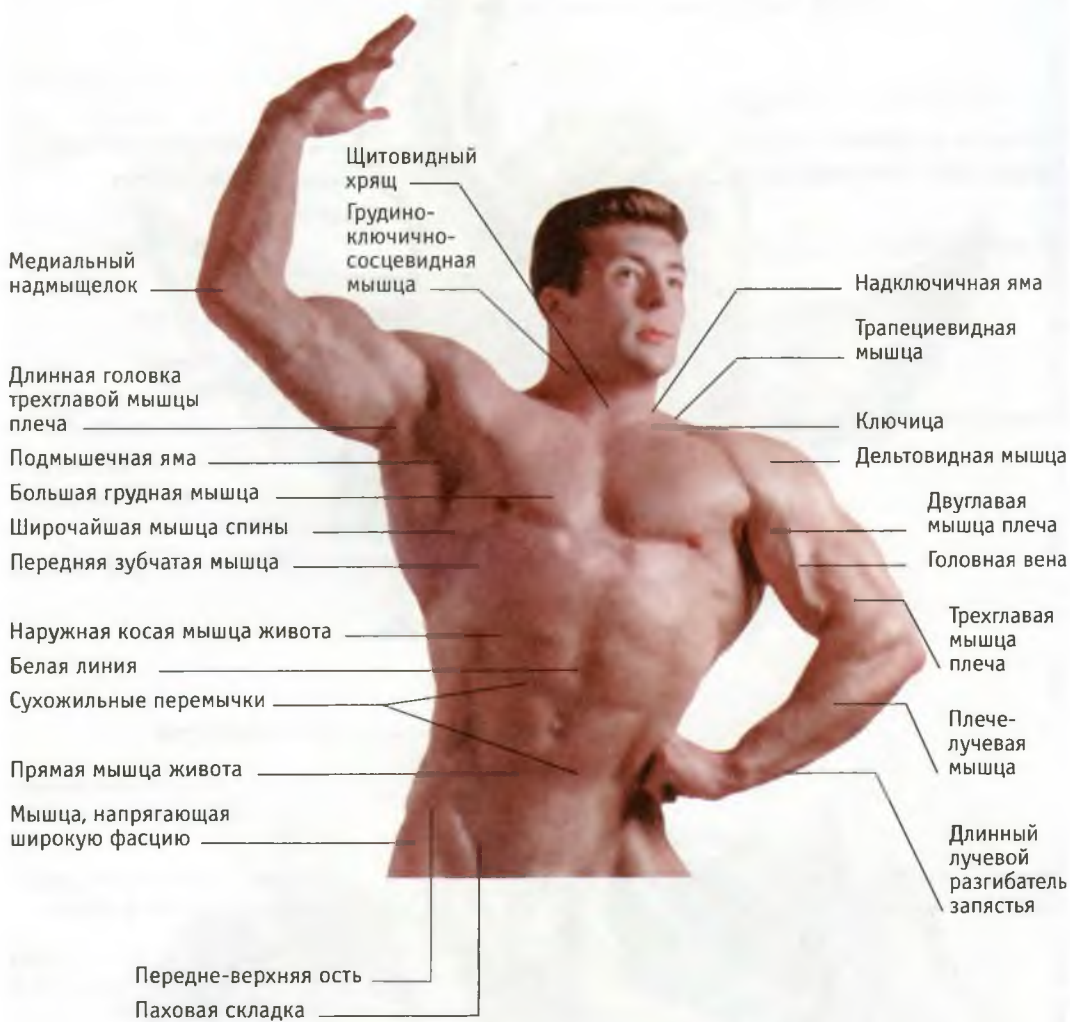 Щитовидный
хрящ
Грудино-
ключично-
сосцевидная
мышца
Медиальный
надмыщелок
Длинная головка
трехглавой мышцы
плеча
Подмышечная яма
Большая грудная мышца
Широчайшая мышца спины
Передняя зубчатая мышца
Наружная косая мышца живота
Белая линия
Сухожильные перемычки
Прямая мышца живота
Мышца, напрягающая
широкую фасцию
Передне-верхняя ость
Паховая складка
Надключичная яма
Трапециевидная
мышца
Ключица
Дельтовидная мышца
Двуглавая
мышца плеча
Головная вена
Трехглавая
мышца
плеча
Плече-
лучевая
мышца
Длинный
лучевой
разгибатель
запястья